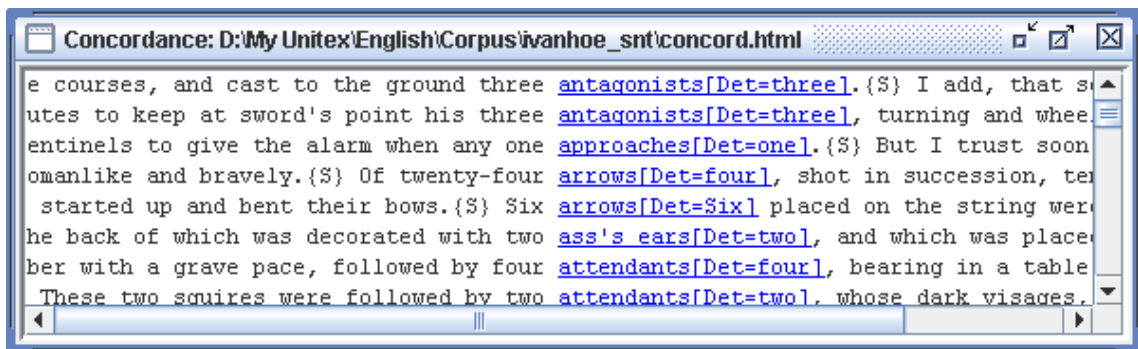 Concordance: D:\My Unitex\English\Corpus\ivanhoe_snt\concord.html
e courses, and cast to the ground three antagonists[Det=three].{S} I add, that s
utes to keep at sword's point his three antagonists[Det=three], turning and whee
entinels to give the alarm when any one approaches[Det=one].{S} But I trust soon
omanlike and bravely.{S} Of twenty-four arrows[Det=four], shot in succession, te
started up and bent their bows.{S} Six arrows[Det=Six] placed on the string wer
he back of which was decorated with two ass's ears[Det=two], and which was place
ber with a grave pace, followed by four attendants[Det=four], bearing in a table
These two squires were followed by two attendants[Det=two], whose dark visages,